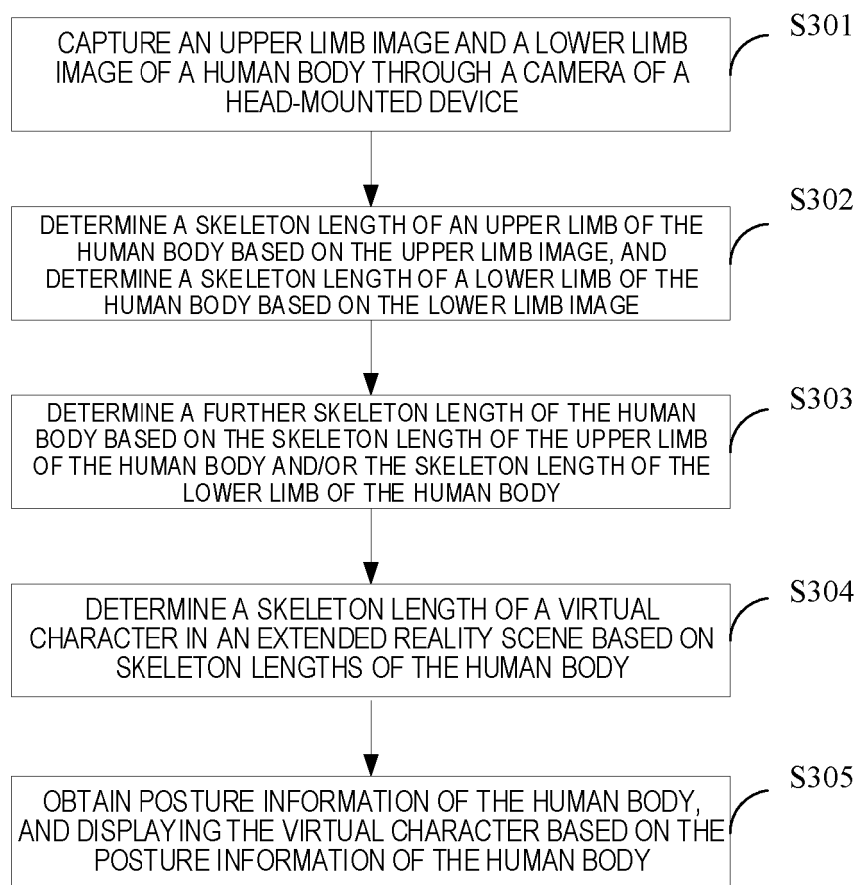 S301
CAPTURE AN UPPER LIMB IMAGE AND A LOWER LIMB
IMAGE OF A HUMAN BODY THROUGH A CAMERA OF A
HEAD-MOUNTED DEVICE
S302
DETERMINE A SKELETON LENGTH OF AN UPPER LIMB OF THE
HUMAN BODY BASED ON THE UPPER LIMB IMAGE, AND
DETERMINE A SKELETON LENGTH OF A LOWER LIMB OF THE
HUMAN BODY BASED ON THE LOWER LIMB IMAGE
S303
DETERMINE A FURTHER SKELETON LENGTH OF THE HUMAN
BODY BASED ON THE SKELETON LENGTH OF THE UPPER LIMB
OF THE HUMAN BODY AND/OR THE SKELETON LENGTH OF THE
LOWER LIMB OF THE HUMAN BODY
S304
DETERMINE A SKELETON LENGTH OF A VIRTUAL
CHARACTER IN AN EXTENDED REALITY SCENE BASED ON
SKELETON LENGTHS OF THE HUMAN BODY
S305
OBTAIN POSTURE INFORMATION OF THE HUMAN BODY,
AND DISPLAYING THE VIRTUAL CHARACTER BASED ON THE
POSTURE INFORMATION OF THE HUMAN BODY